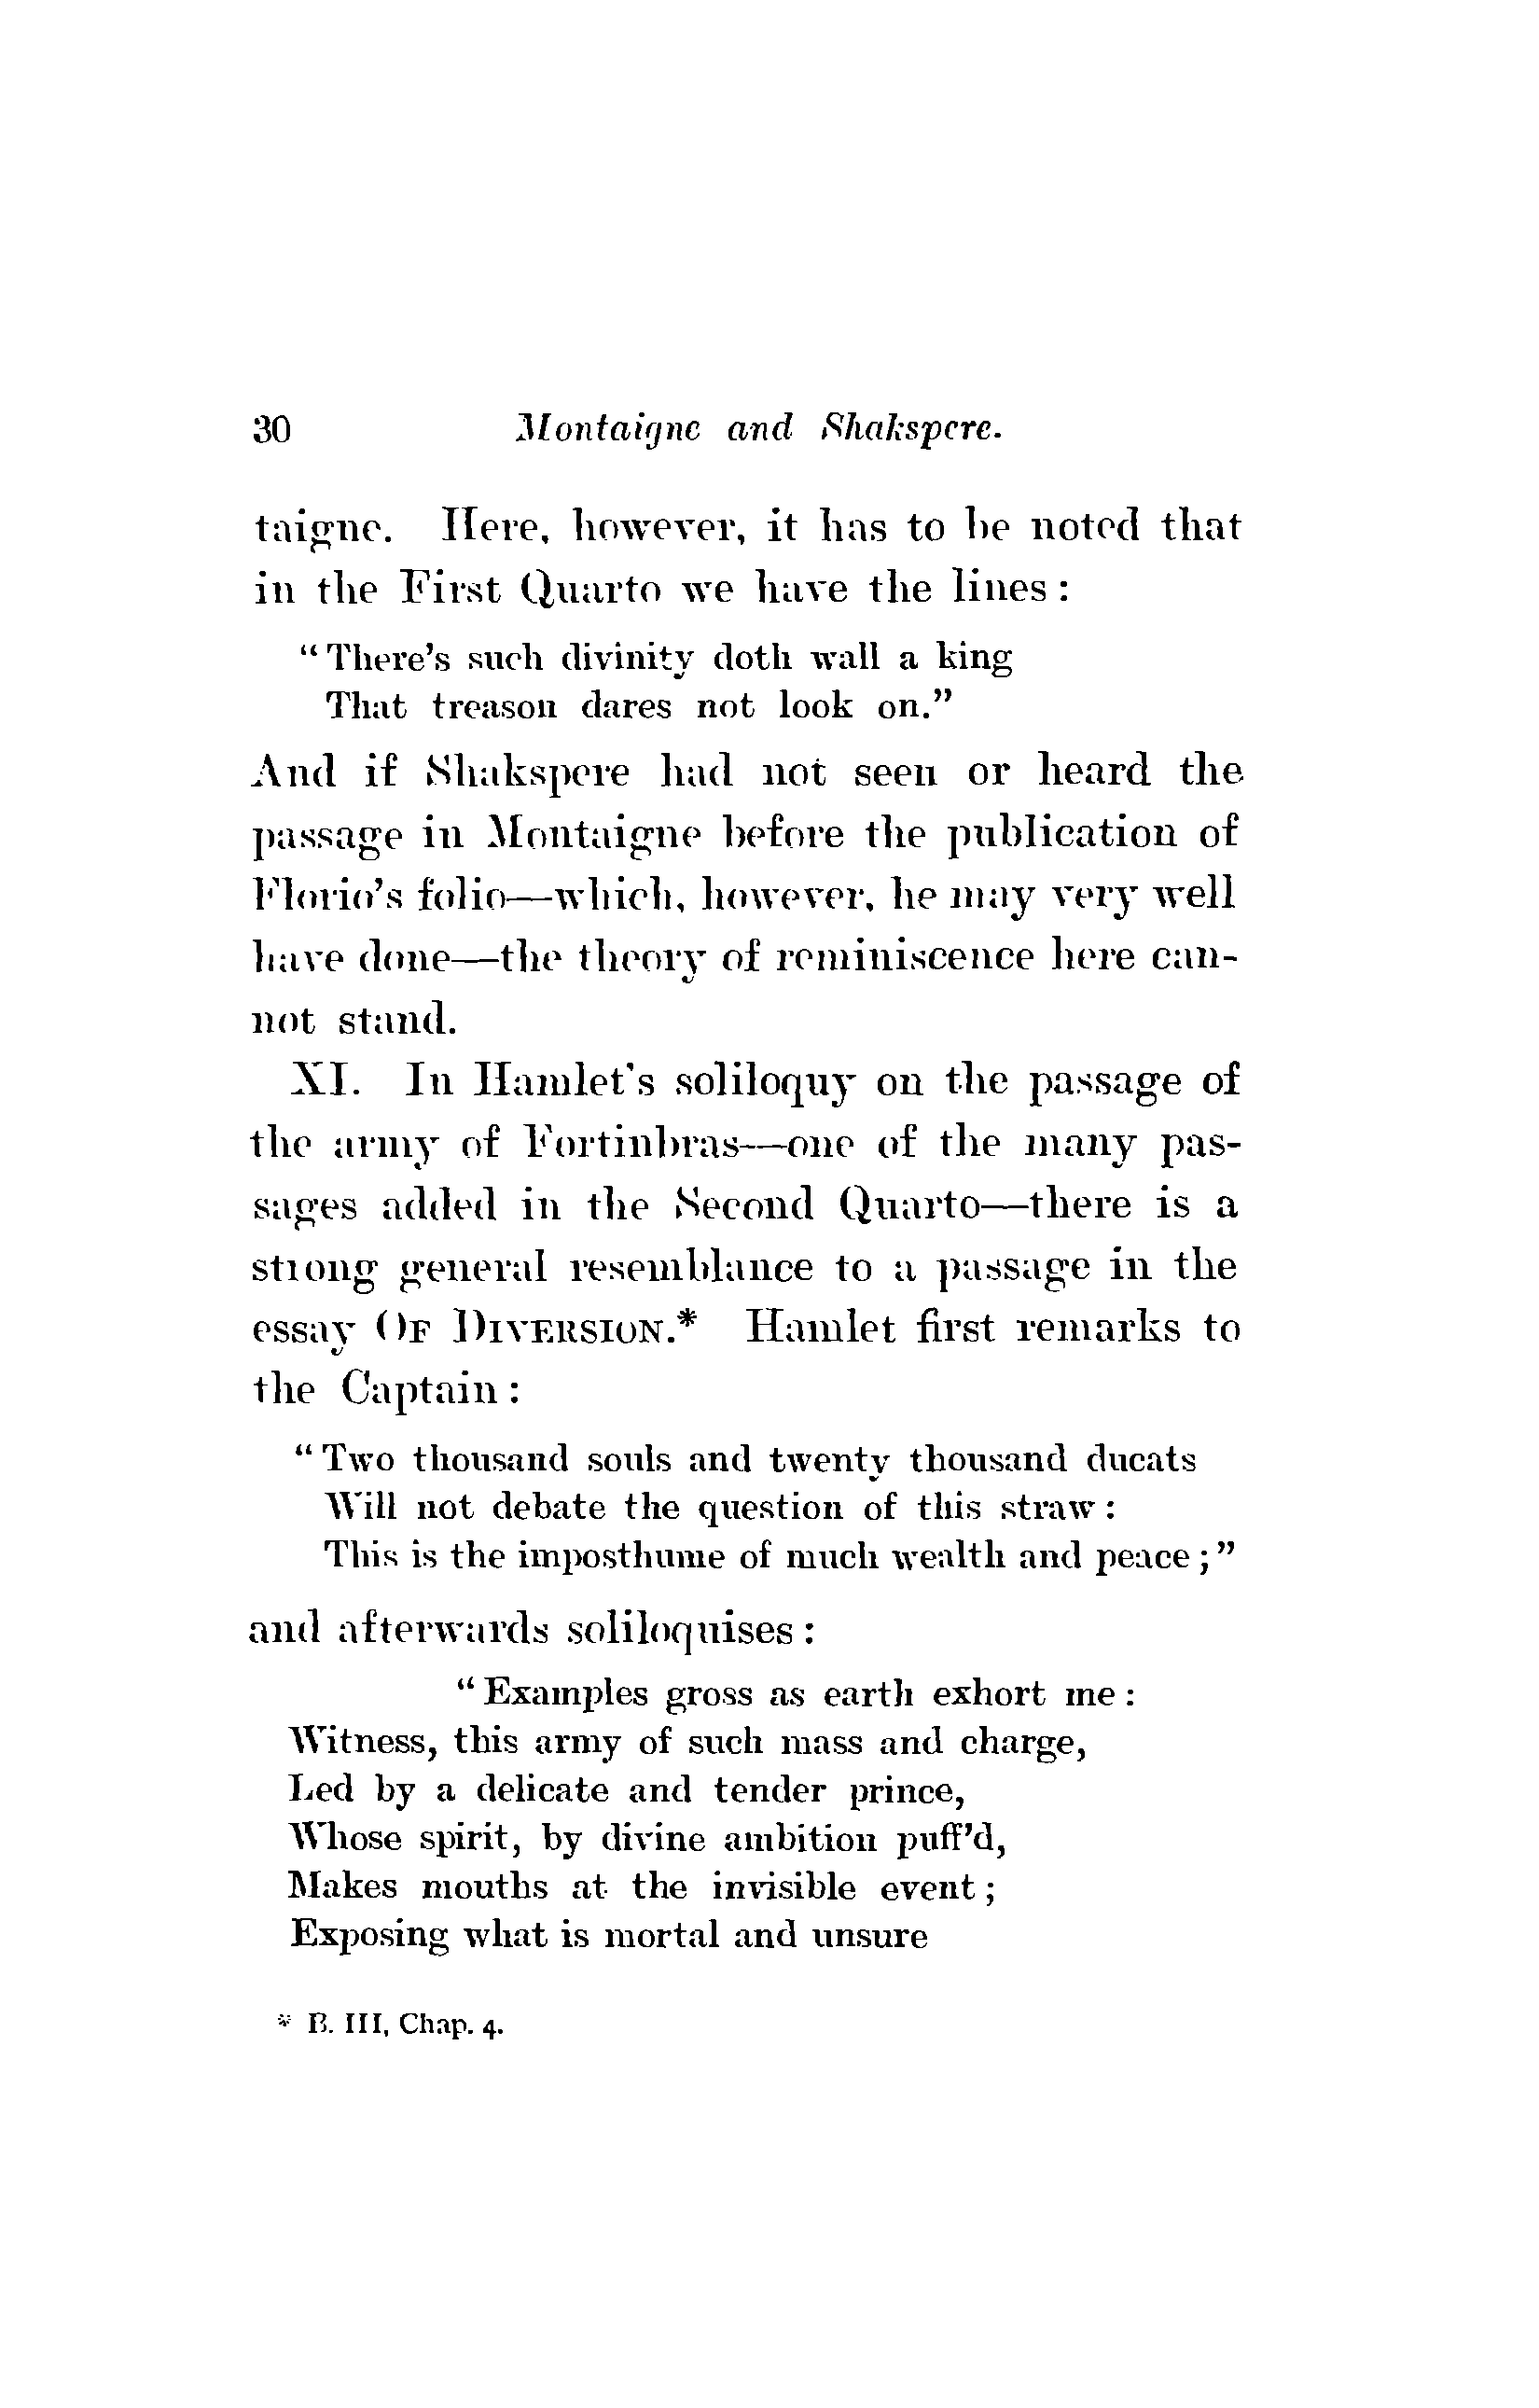 30 Montaigne and Shakspere.
taigne. Here, however, it has to be noted that
in the First Quarto we have the lines:
"There's such divinity doth wall a king
That treason dares not look on."
And if Shakspere had not seen or heard the
passage in Montaigne before the publication of
Florio's folio—which, however, he may very well
have done—the theory of reminiscence here can-
not stand.
XI. In Hamlet's soliloquy on the passage of
the army of Fortinbras—one of the many pas-
sages added in the Second Quarto—there is a
strong general resemblance to a passage in the
essay OF DIVERSION.* Hamlet first remarks to
the Captain:
"Two thousand souls and twenty thousand ducats
Will not debate the question of this straw:
This is the imposthume of much wealth and peace;"
and afterwards soliloquises:
"Examples gross as earth exhort me:
Witness, this army of such mass and charge,
Led by a delicate and tender prince,
Whose spirit, by divine ambition puff'd,
Makes mouths at the invisible event;
Exposing what is mortal and unsure
* B. III, Chap. 4.